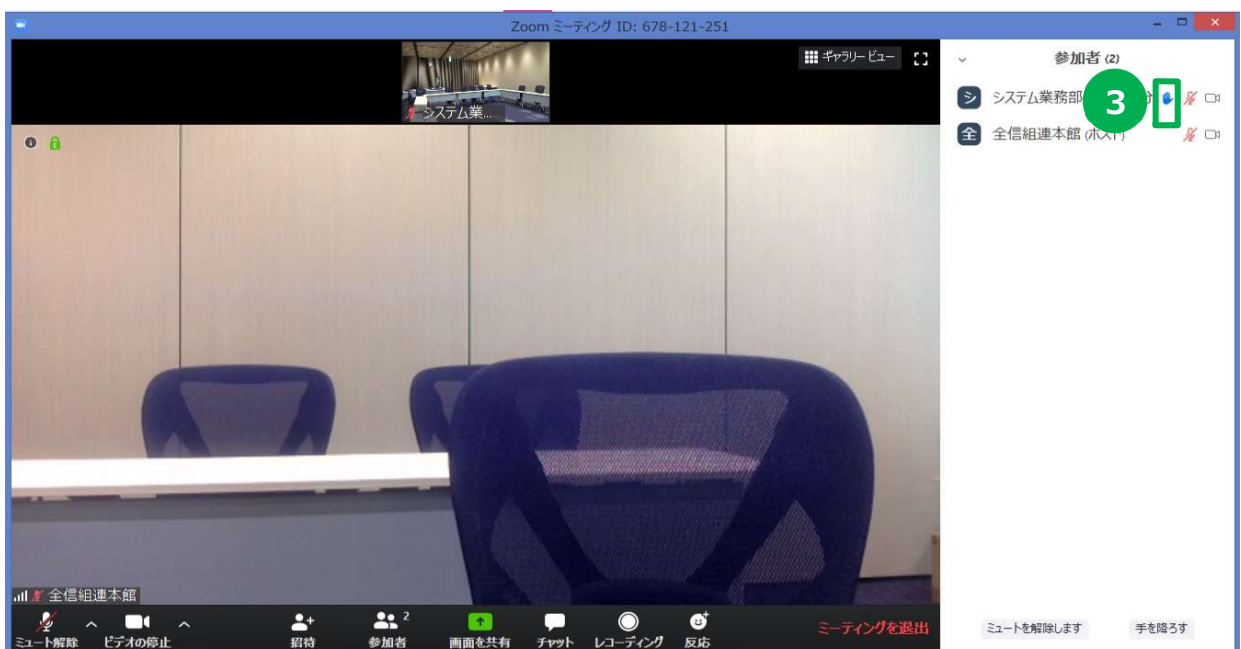 Zoom ミーティング ID: 678-121-251
ギャラリー ビュー
システム業...
参加者 (2)
シ システム業務部
3
全 全信組連本館 (ホスト)
全信組連本館
ミュート解除
ビデオの停止
招待
参加者 2
画面を共有
チャット
レコーディング
反応
ミーティングを退出
ミュートを解除します
手を降ろす